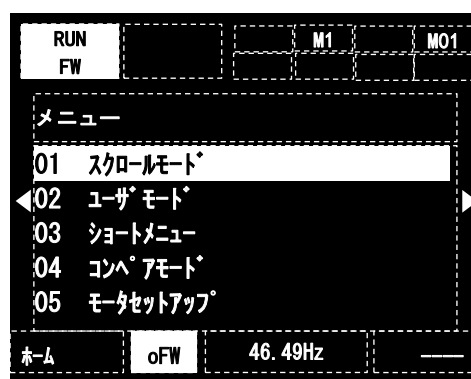 RUN M1 MO1
FW
メニュー
01 スクロールモード
02 ユーザモード
03 ショートメニュー
04 コンペアモード
05 モータセットアップ
ホーム oFW 46.49Hz ----